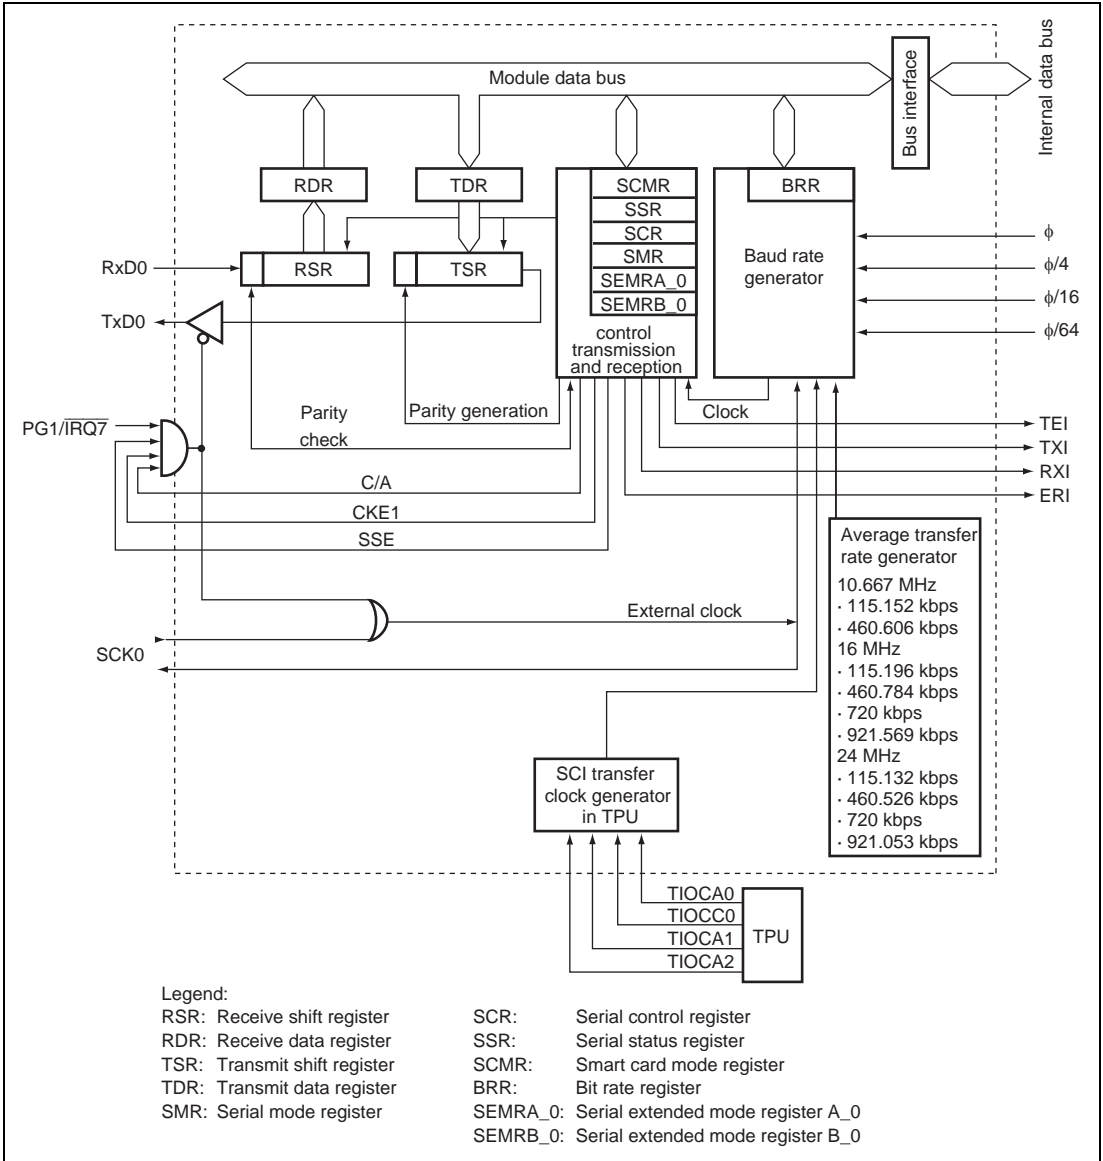 Module data bus
Bus interface
Internal data bus
RDR
TDR
SCMR
SSR
SCR
SMR
SEMRA_0
SEMRB_0
control
transmission
and reception
BRR
Baud rate
generator
RxD0
RSR
TSR
TxD0
ϕ
ϕ/4
ϕ/16
ϕ/64
Parity
check
Parity generation
Clock
PG1/IRQ7
TEI
TXI
RXI
ERI
C/A
CKE1
SSE
External clock
SCK0
Average transfer
rate generator
10.667 MHz
· 115.152 kbps
· 460.606 kbps
16 MHz
· 115.196 kbps
· 460.784 kbps
· 720 kbps
· 921.569 kbps
24 MHz
· 115.132 kbps
· 460.526 kbps
· 720 kbps
· 921.053 kbps
SCI transfer
clock generator
in TPU
TIOCA0
TIOCC0
TIOCA1
TIOCA2
TPU
Legend:
RSR: Receive shift register
RDR: Receive data register
TSR: Transmit shift register
TDR: Transmit data register
SMR: Serial mode register
SCR: Serial control register
SSR: Serial status register
SCMR: Smart card mode register
BRR: Bit rate register
SEMRA_0: Serial extended mode register A_0
SEMRB_0: Serial extended mode register B_0